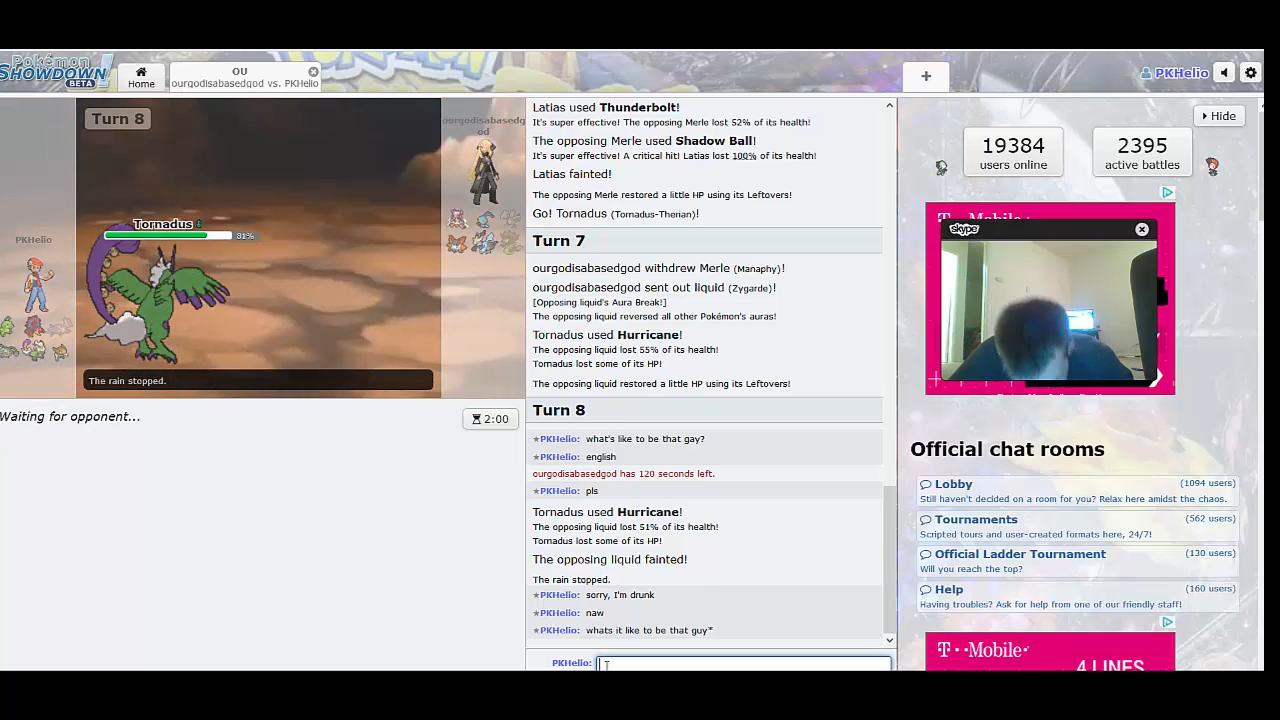 Pokémon
SHOWDOWN!
BETA
Home
OU
ourgodisabasedgod vs. PKHelio
+
PKHelio
Turn 8
Tornadus
81%
PKHelio
ourgodisabasedg
od
The rain stopped.
Waiting for opponent...
2:00
Latias used Thunderbolt!
It's super effective! The opposing Merle lost 52% of its health!
The opposing Merle used Shadow Ball!
It's super effective! A critical hit! Latias lost 100% of its health!
Latias fainted!
The opposing Merle restored a little HP using its Leftovers!
Go! Tornadus (Tornadus-Therian)!
Turn 7
ourgodisabasedgod withdrew Merle (Manaphy)!
ourgodisabasedgod sent out liquid (Zygarde)!
[Opposing liquid's Aura Break!]
The opposing liquid reversed all other Pokémon's auras!
Tornadus used Hurricane!
The opposing liquid lost 55% of its health!
Tornadus lost some of its HP!
The opposing liquid restored a little HP using its Leftovers!
Turn 8
★PKHelio: what's like to be that gay?
★PKHelio: english
ourgodisabasedgod has 120 seconds left.
★PKHelio: pls
Tornadus used Hurricane!
The opposing liquid lost 51% of its health!
Tornadus lost some of its HP!
The opposing liquid fainted!
The rain stopped.
★PKHelio: sorry, I'm drunk
★PKHelio: naw
★PKHelio: whats it like to be that guy*
PKHelio:
Hide
19384
users online
2395
active battles
skype
Official chat rooms
Lobby
(1094 users)
Still haven't decided on a room for you? Relax here amidst the chaos.
Tournaments
(562 users)
Scripted tours and user-created formats here, 24/7!
Official Ladder Tournament
(130 users)
Will you reach the top?
Help
(160 users)
Having troubles? Ask for help from one of our friendly staff!
T··Mobile·
4 LINES